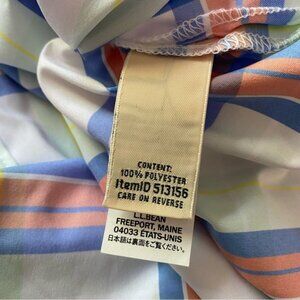 CONTENT:
100% POLYESTER
ItemID 513156
CARE ON REVERSE
L.L.BEAN
FREEPORT, MAINE
04033 ÉTATS-UNIS
日本語は裏面をご覧ください。